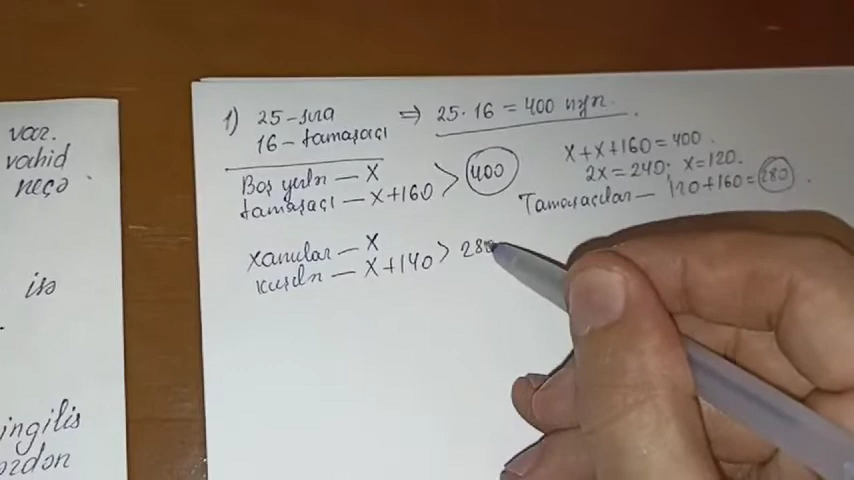 var.
vahid
neçə
isə
ingilis
1) 25-sıra
16-tamaşaçı
=> 25·16=400 nəfər.
Boş yerlər — x
tamaşaçı — x+160 > 400
x+x+160=400.
2x=240; x=120.
Tamaşaçılar — 120+160=280.
xanımlar — x
kişilər — x+140 > 280